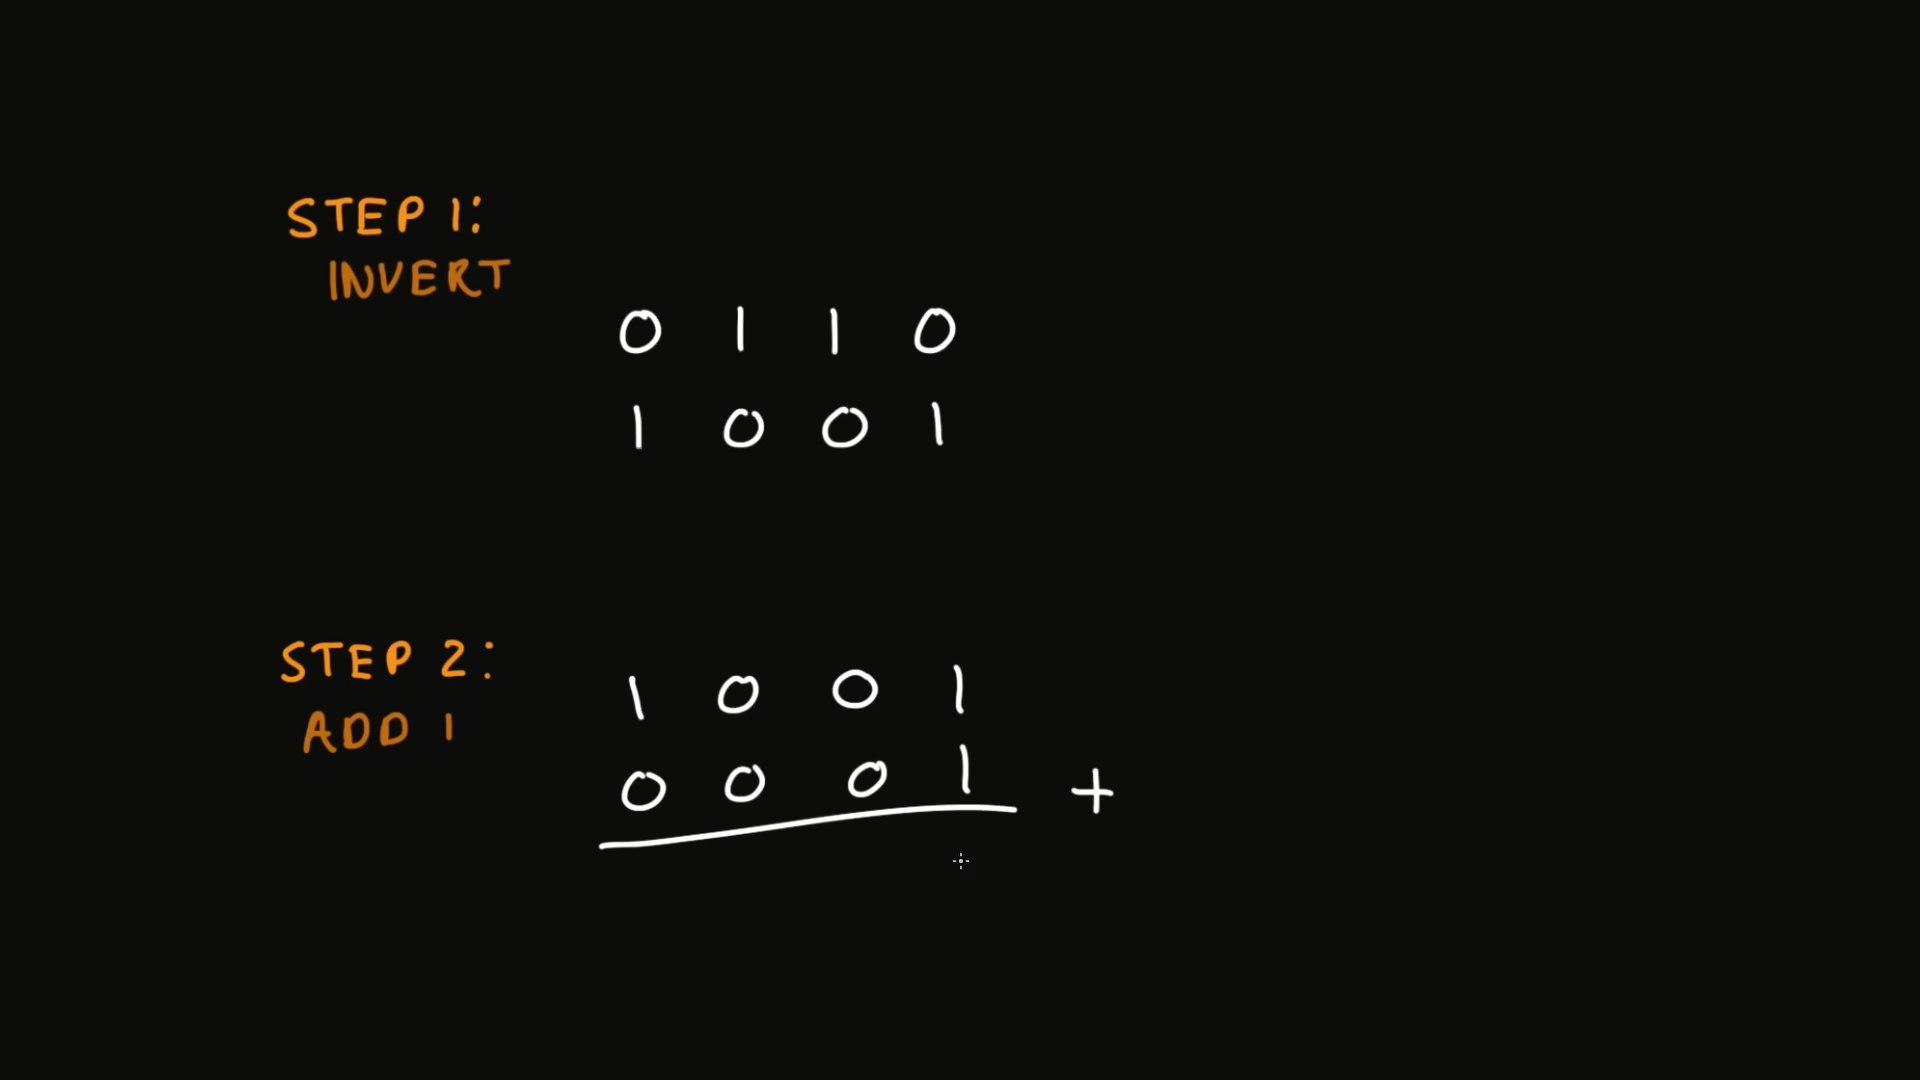 STEP 1:
INVERT
0 1 1 0
1 0 0 1
STEP 2:
ADD 1
1 0 0 1
0 0 0 1 +